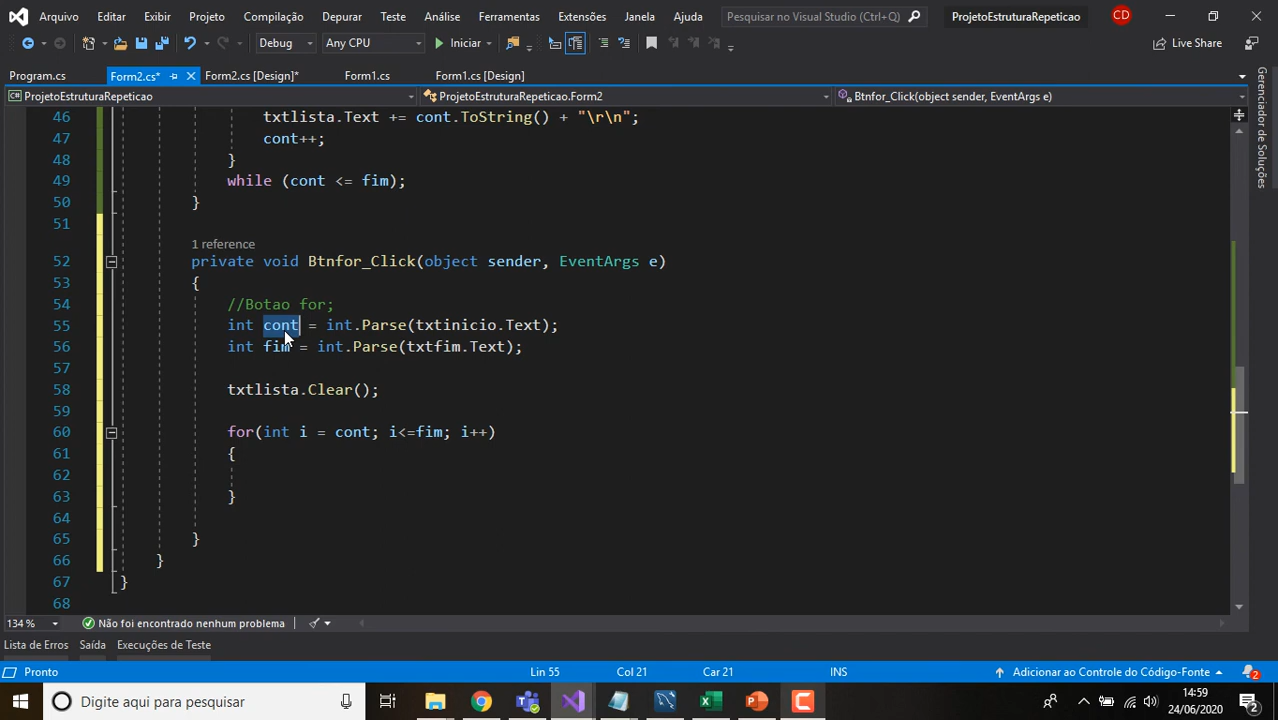 Arquivo Editar Exibir Projeto Compilação Depurar Teste Análise Ferramentas Extensões Janela Ajuda Pesquisar no Visual Studio (Ctrl+Q) ProjetoEstruturaRepeticao CD
Debug Any CPU Iniciar Live Share
Program.cs Form2.cs* Form2.cs [Design]* Form1.cs Form1.cs [Design]
ProjetoEstruturaRepeticao ProjetoEstruturaRepeticao.Form2 Btnfor_Click(object sender, EventArgs e)
Gerenciador de Soluções
46 txtlista.Text += cont.ToString() + "\r\n";
47 cont++;
48 }
49 while (cont <= fim);
50 }
51
1 reference
52 private void Btnfor_Click(object sender, EventArgs e)
53 {
54 //Botao for;
55 int cont = int.Parse(txtinicio.Text);
56 int fim = int.Parse(txtfim.Text);
57
58 txtlista.Clear();
59
60 for(int i = cont; i<=fim; i++)
61 {
62
63 }
64
65 }
66 }
67 }
68
134 % Não foi encontrado nenhum problema
Lista de Erros Saída Execuções de Teste
Pronto Lin 55 Col 21 Car 21 INS Adicionar ao Controle do Código-Fonte 2
Digite aqui para pesquisar 14:59
24/06/2020 2